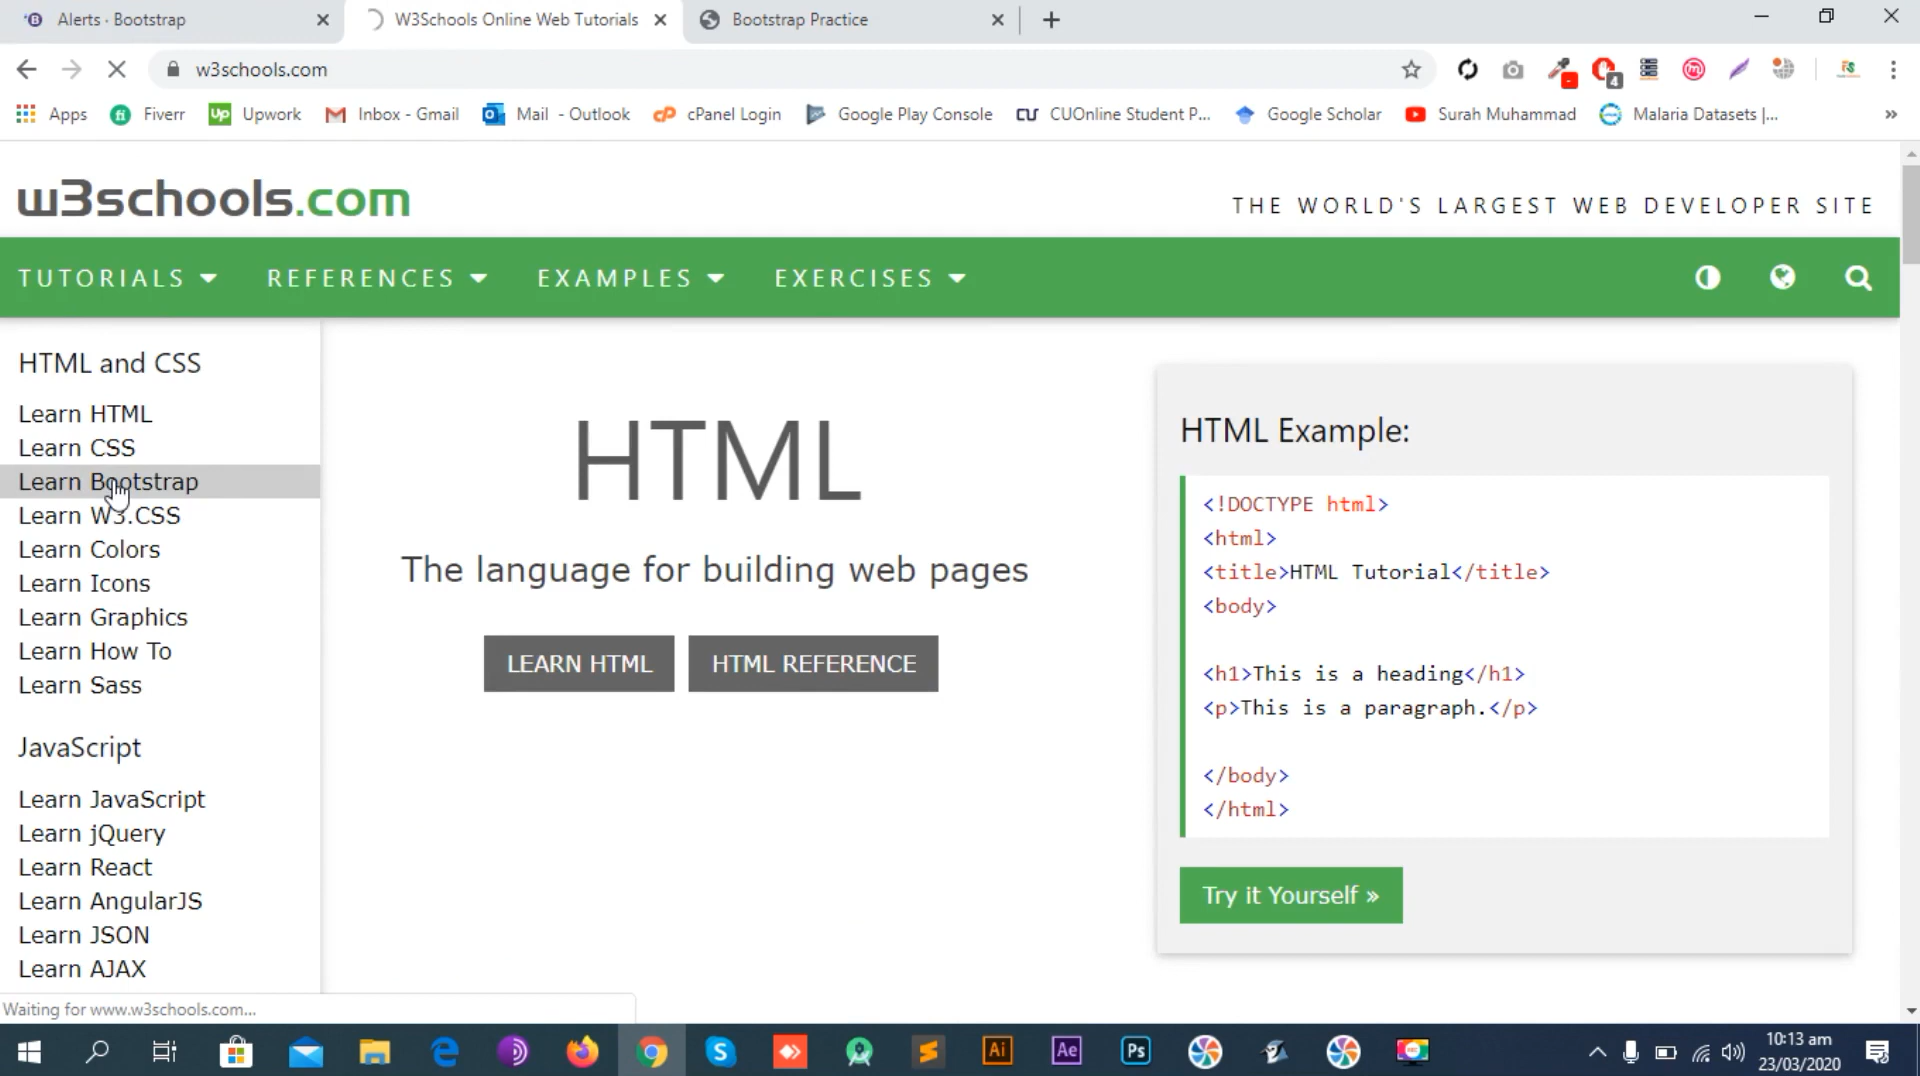 Alerts · Bootstrap
W3Schools Online Web Tutorials
Bootstrap Practice
w3schools.com
4
Apps
Fiverr
Up
Upwork
Inbox - Gmail
Mail - Outlook
cPanel Login
Google Play Console
CUOnline Student P...
Google Scholar
Surah Muhammad
Malaria Datasets |...
w3schools.com
THE WORLD'S LARGEST WEB DEVELOPER SITE
TUTORIALS
REFERENCES
EXAMPLES
EXERCISES
HTML and CSS
Learn HTML
Learn CSS
Learn Bootstrap
Learn W3.CSS
Learn Colors
Learn Icons
Learn Graphics
Learn How To
Learn Sass
JavaScript
Learn JavaScript
Learn jQuery
Learn React
Learn AngularJS
Learn JSON
Learn AJAX
HTML
The language for building web pages
LEARN HTML
HTML REFERENCE
HTML Example:
<!DOCTYPE html>
<html>
<title>HTML Tutorial</title>
<body>
<h1>This is a heading</h1>
<p>This is a paragraph.</p>
</body>
</html>
Try it Yourself »
Waiting for www.w3schools.com...
Ai
Ae
Ps
10:13 am
23/03/2020